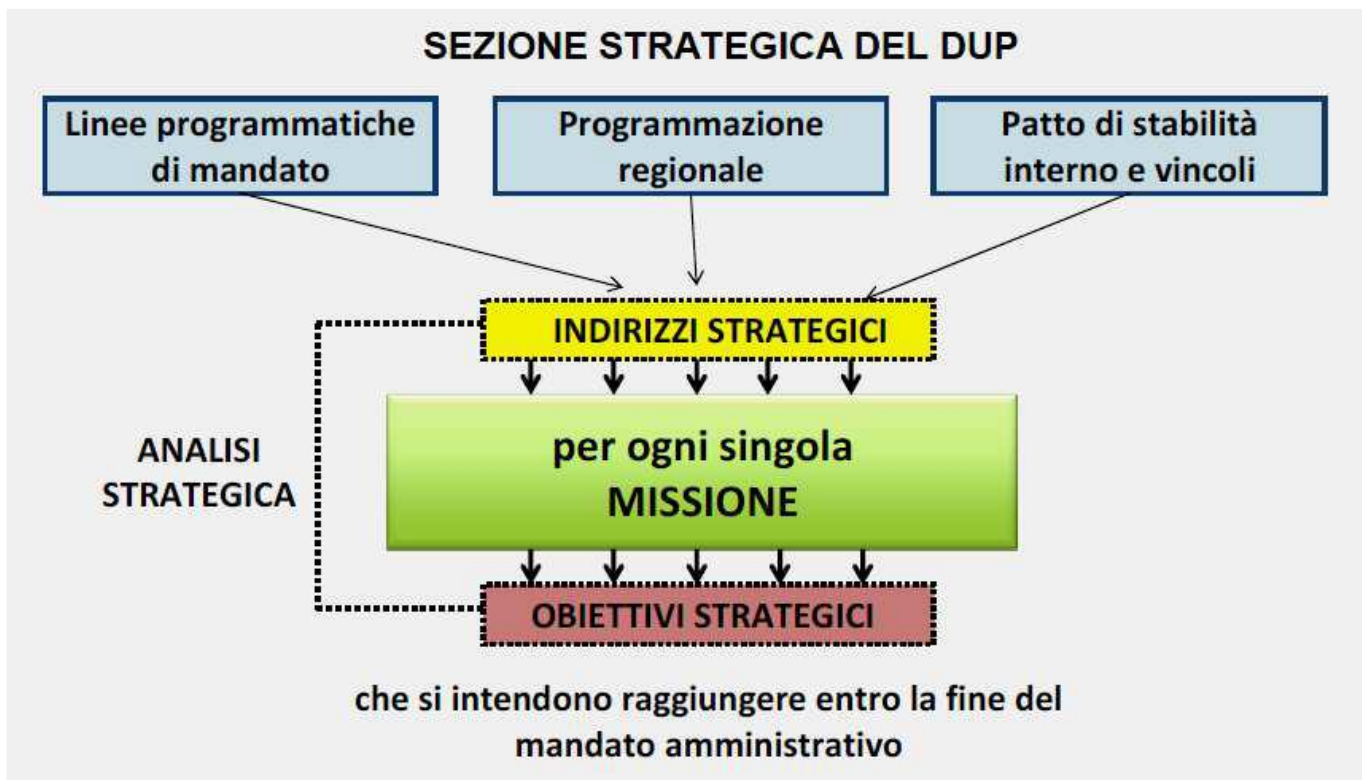 SEZIONE STRATEGICA DEL DUP
Linee programmatiche
di mandato
Programmazione
regionale
Patto di stabilità
interno e vincoli
INDIRIZZI STRATEGICI
per ogni singola
MISSIONE
ANALISI
STRATEGICA
OBIETTIVI STRATEGICI
che si intendono raggiungere entro la fine del
mandato amministrativo